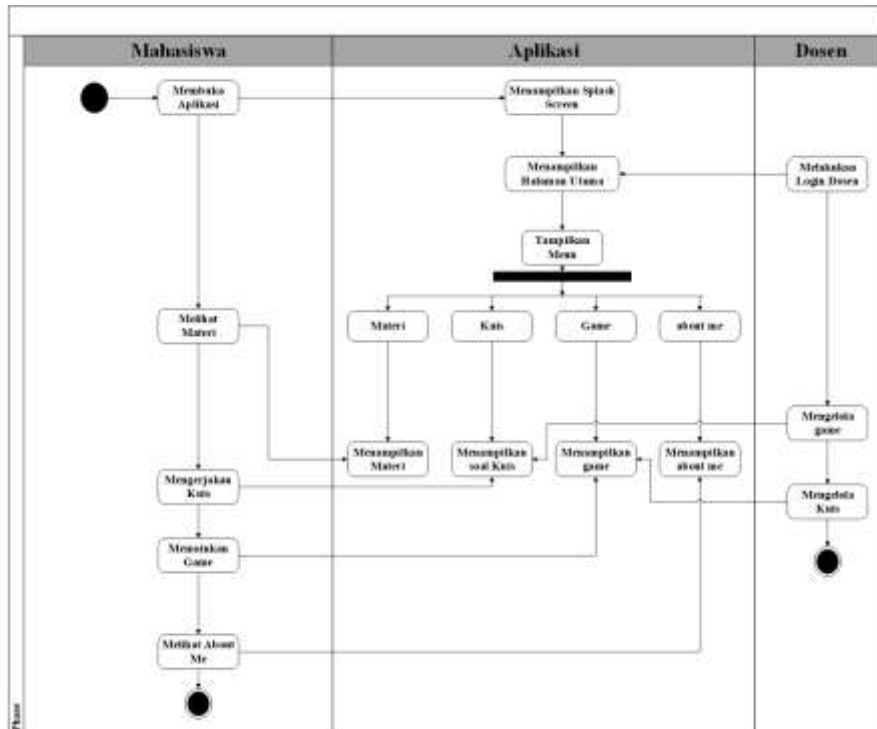 Mahasiswa
Aplikasi
Dosen
Membuka
Aplikasi
Menampilkan Splash
Screen
Menampilkan
Halaman Utama
Melakukan
Login Dosen
Tampilkan
Menu
Melihat
Materi
Materi
Kuis
Game
about me
Mengelola
game
Menampilkan
Materi
Menampilkan
soal Kuis
Menampilkan
game
Menampilkan
about me
Mengerjakan
Kuis
Mengelola
Kuis
Memainkan
Game
Melihat About
Me
Phase